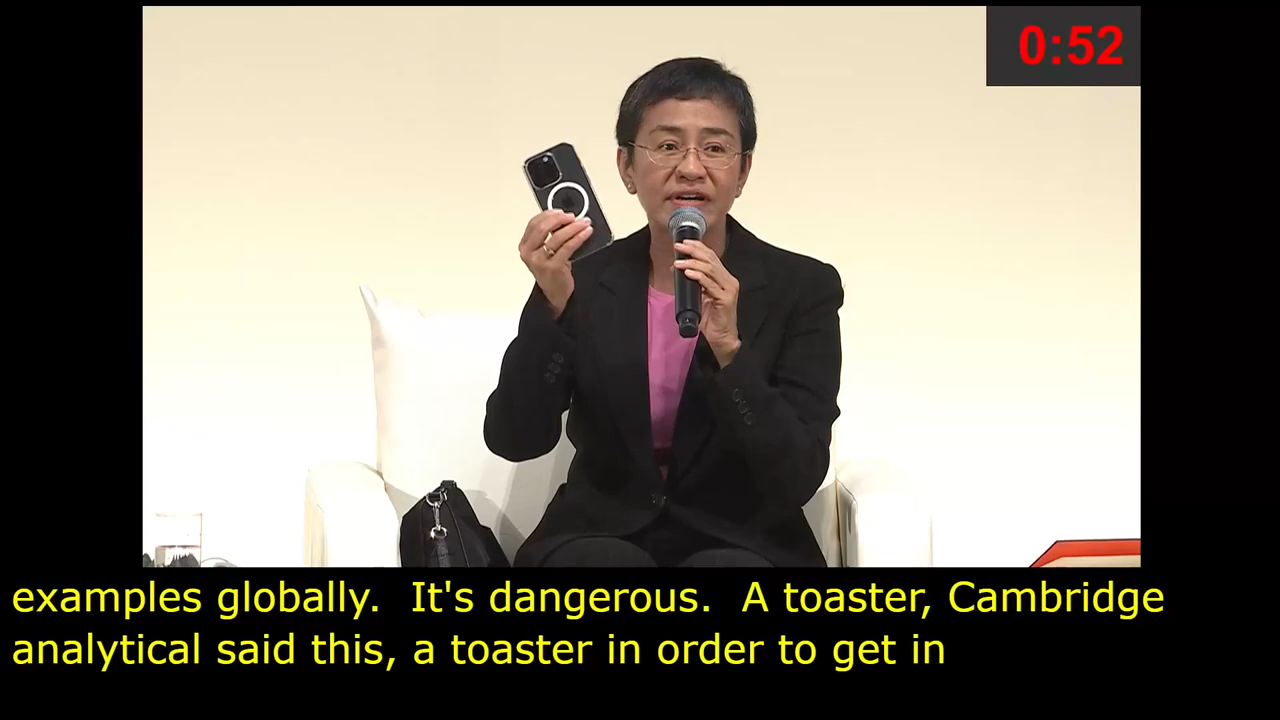 0:52
examples globally.  It's dangerous.  A toaster, Cambridge
analytical said this, a toaster in order to get in